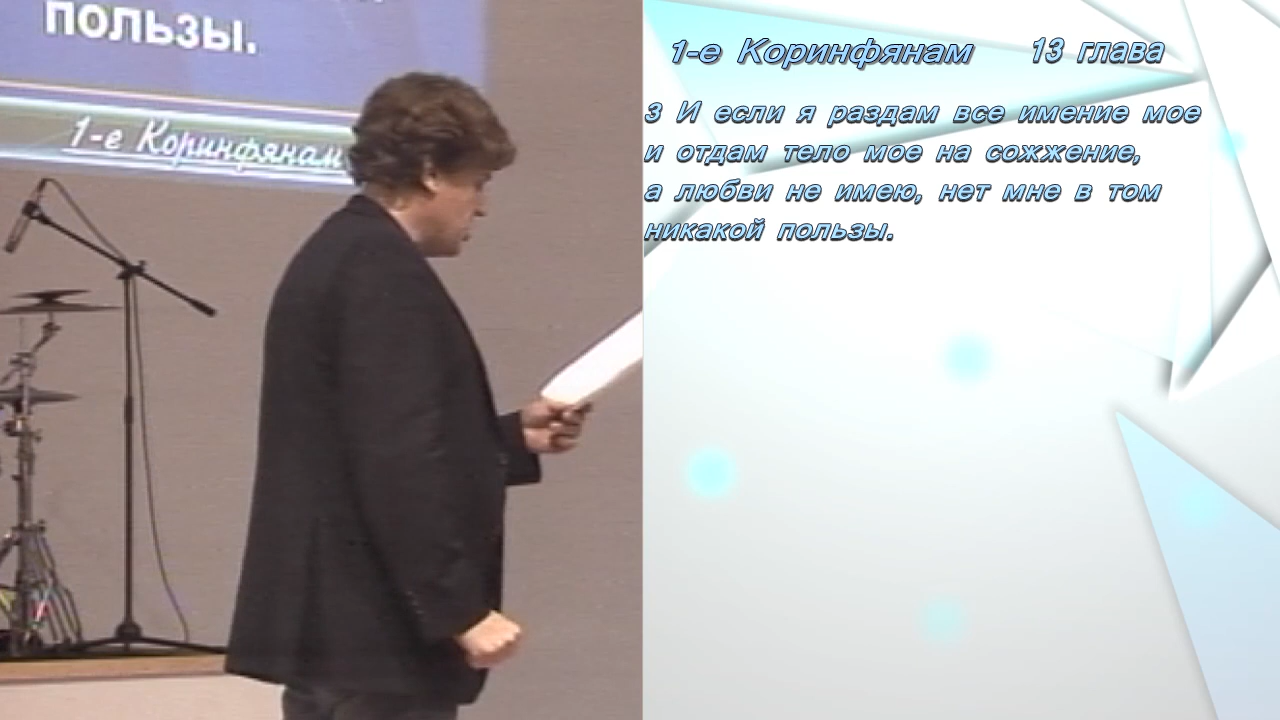 пользы.
1-е Коринфянам
1-е Коринфянам 13 глава
3 И если я раздам все имение мое
и отдам тело мое на сожжение,
а любви не имею, нет мне в том
никакой пользы.